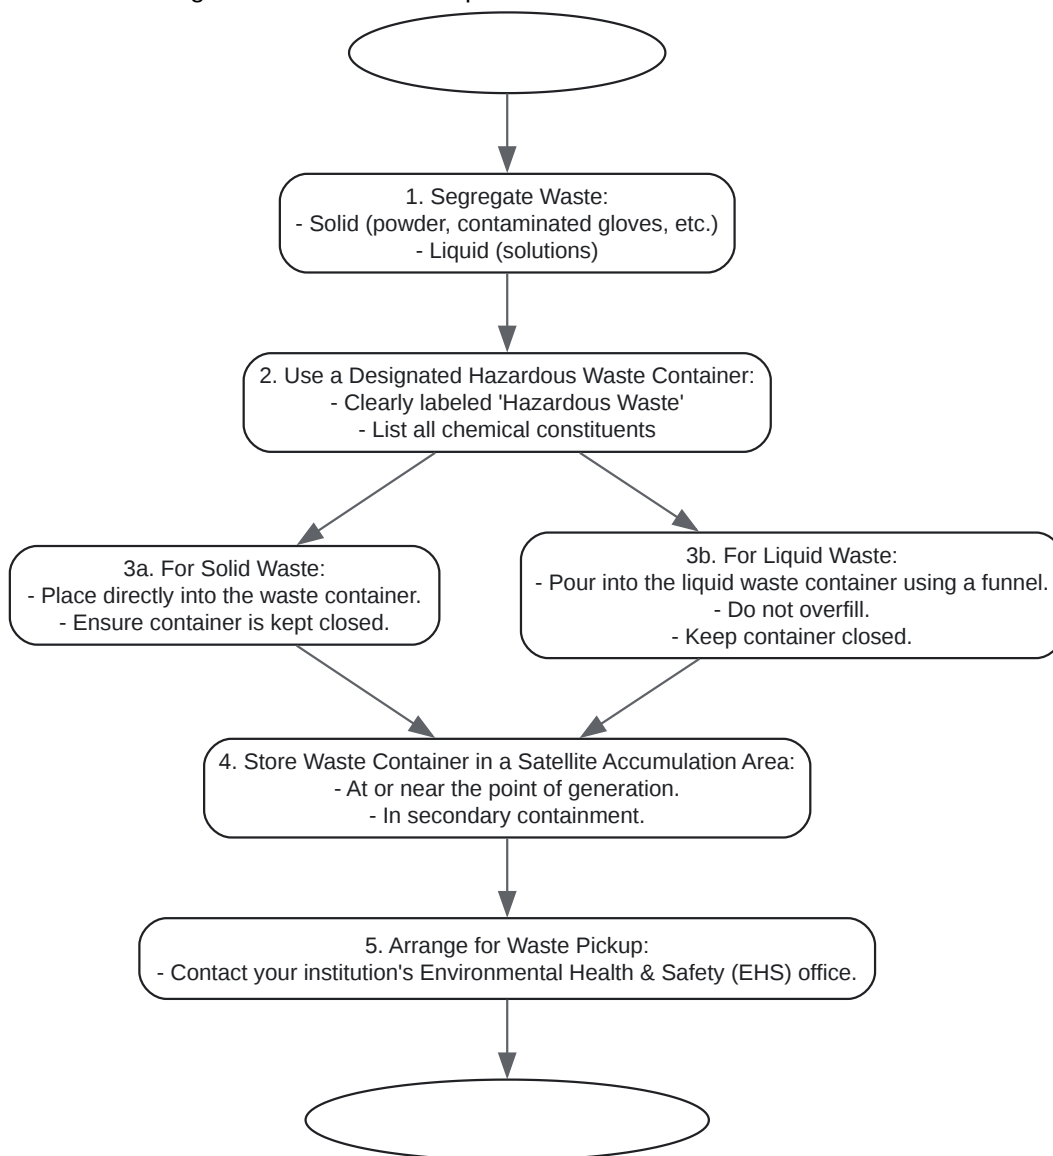 1. Segregate Waste:
- Solid (powder, contaminated gloves, etc.)
- Liquid (solutions)
2. Use a Designated Hazardous Waste Container:
- Clearly labeled 'Hazardous Waste'
- List all chemical constituents
3a. For Solid Waste:
- Place directly into the waste container.
- Ensure container is kept closed.
3b. For Liquid Waste:
- Pour into the liquid waste container using a funnel.
- Do not overfill.
- Keep container closed.
4. Store Waste Container in a Satellite Accumulation Area:
- At or near the point of generation.
- In secondary containment.
5. Arrange for Waste Pickup:
- Contact your institution's Environmental Health & Safety (EHS) office.